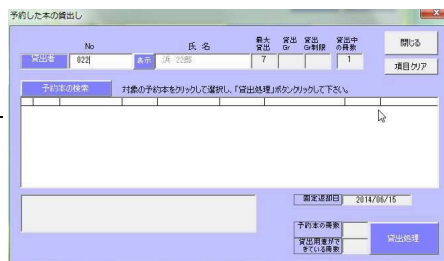 予約した本の貸出し
No 氏 名 最大貸出 貸出Gr 貸出Gr制限 貸出中の冊数 閉じる
貸出者 022 表示 浜 22郎 7 1 項目クリア
予約本の検索 対象の予約本をクリックして選択し、「貸出処理」ボタンクリックして下さい。
固定返却日 2014/06/15
予約本の冊数
貸出用意ができている冊数 貸出処理